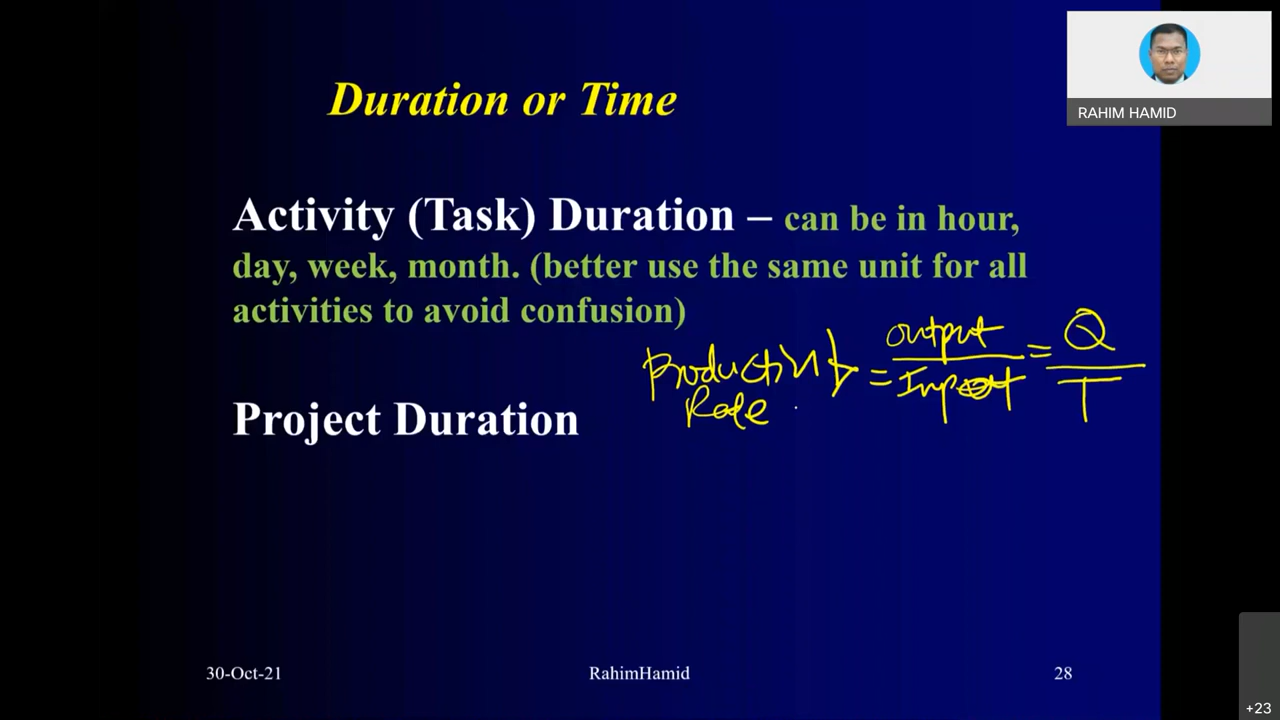 RAHIM HAMID
Duration or Time
Activity (Task) Duration – can be in hour,
day, week, month. (better use the same unit for all
activities to avoid confusion)
Productivity = output / Input = Q / T
Rate
Project Duration
30-Oct-21
RahimHamid
28
+23